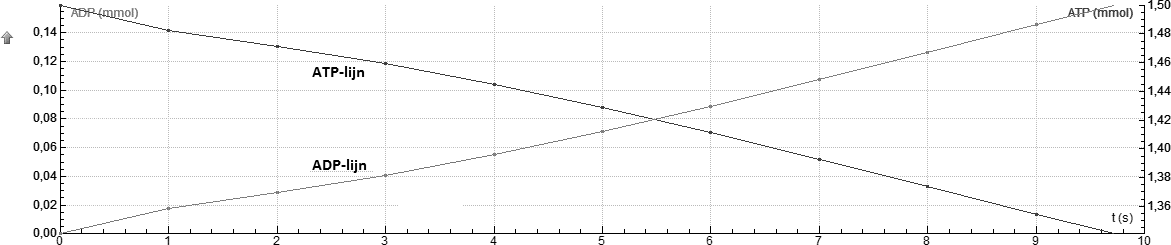 ADP (mmol)
ATP (mmol)
1,50
0,14
1,48
0,12
1,46
ATP-lijn
0,10
1,44
0,08
1,42
0,06
1,40
ADP-lijn
0,04
1,38
0,02
1,36
t (s)
0,00
0 1 2 3 4 5 6 7 8 9 10